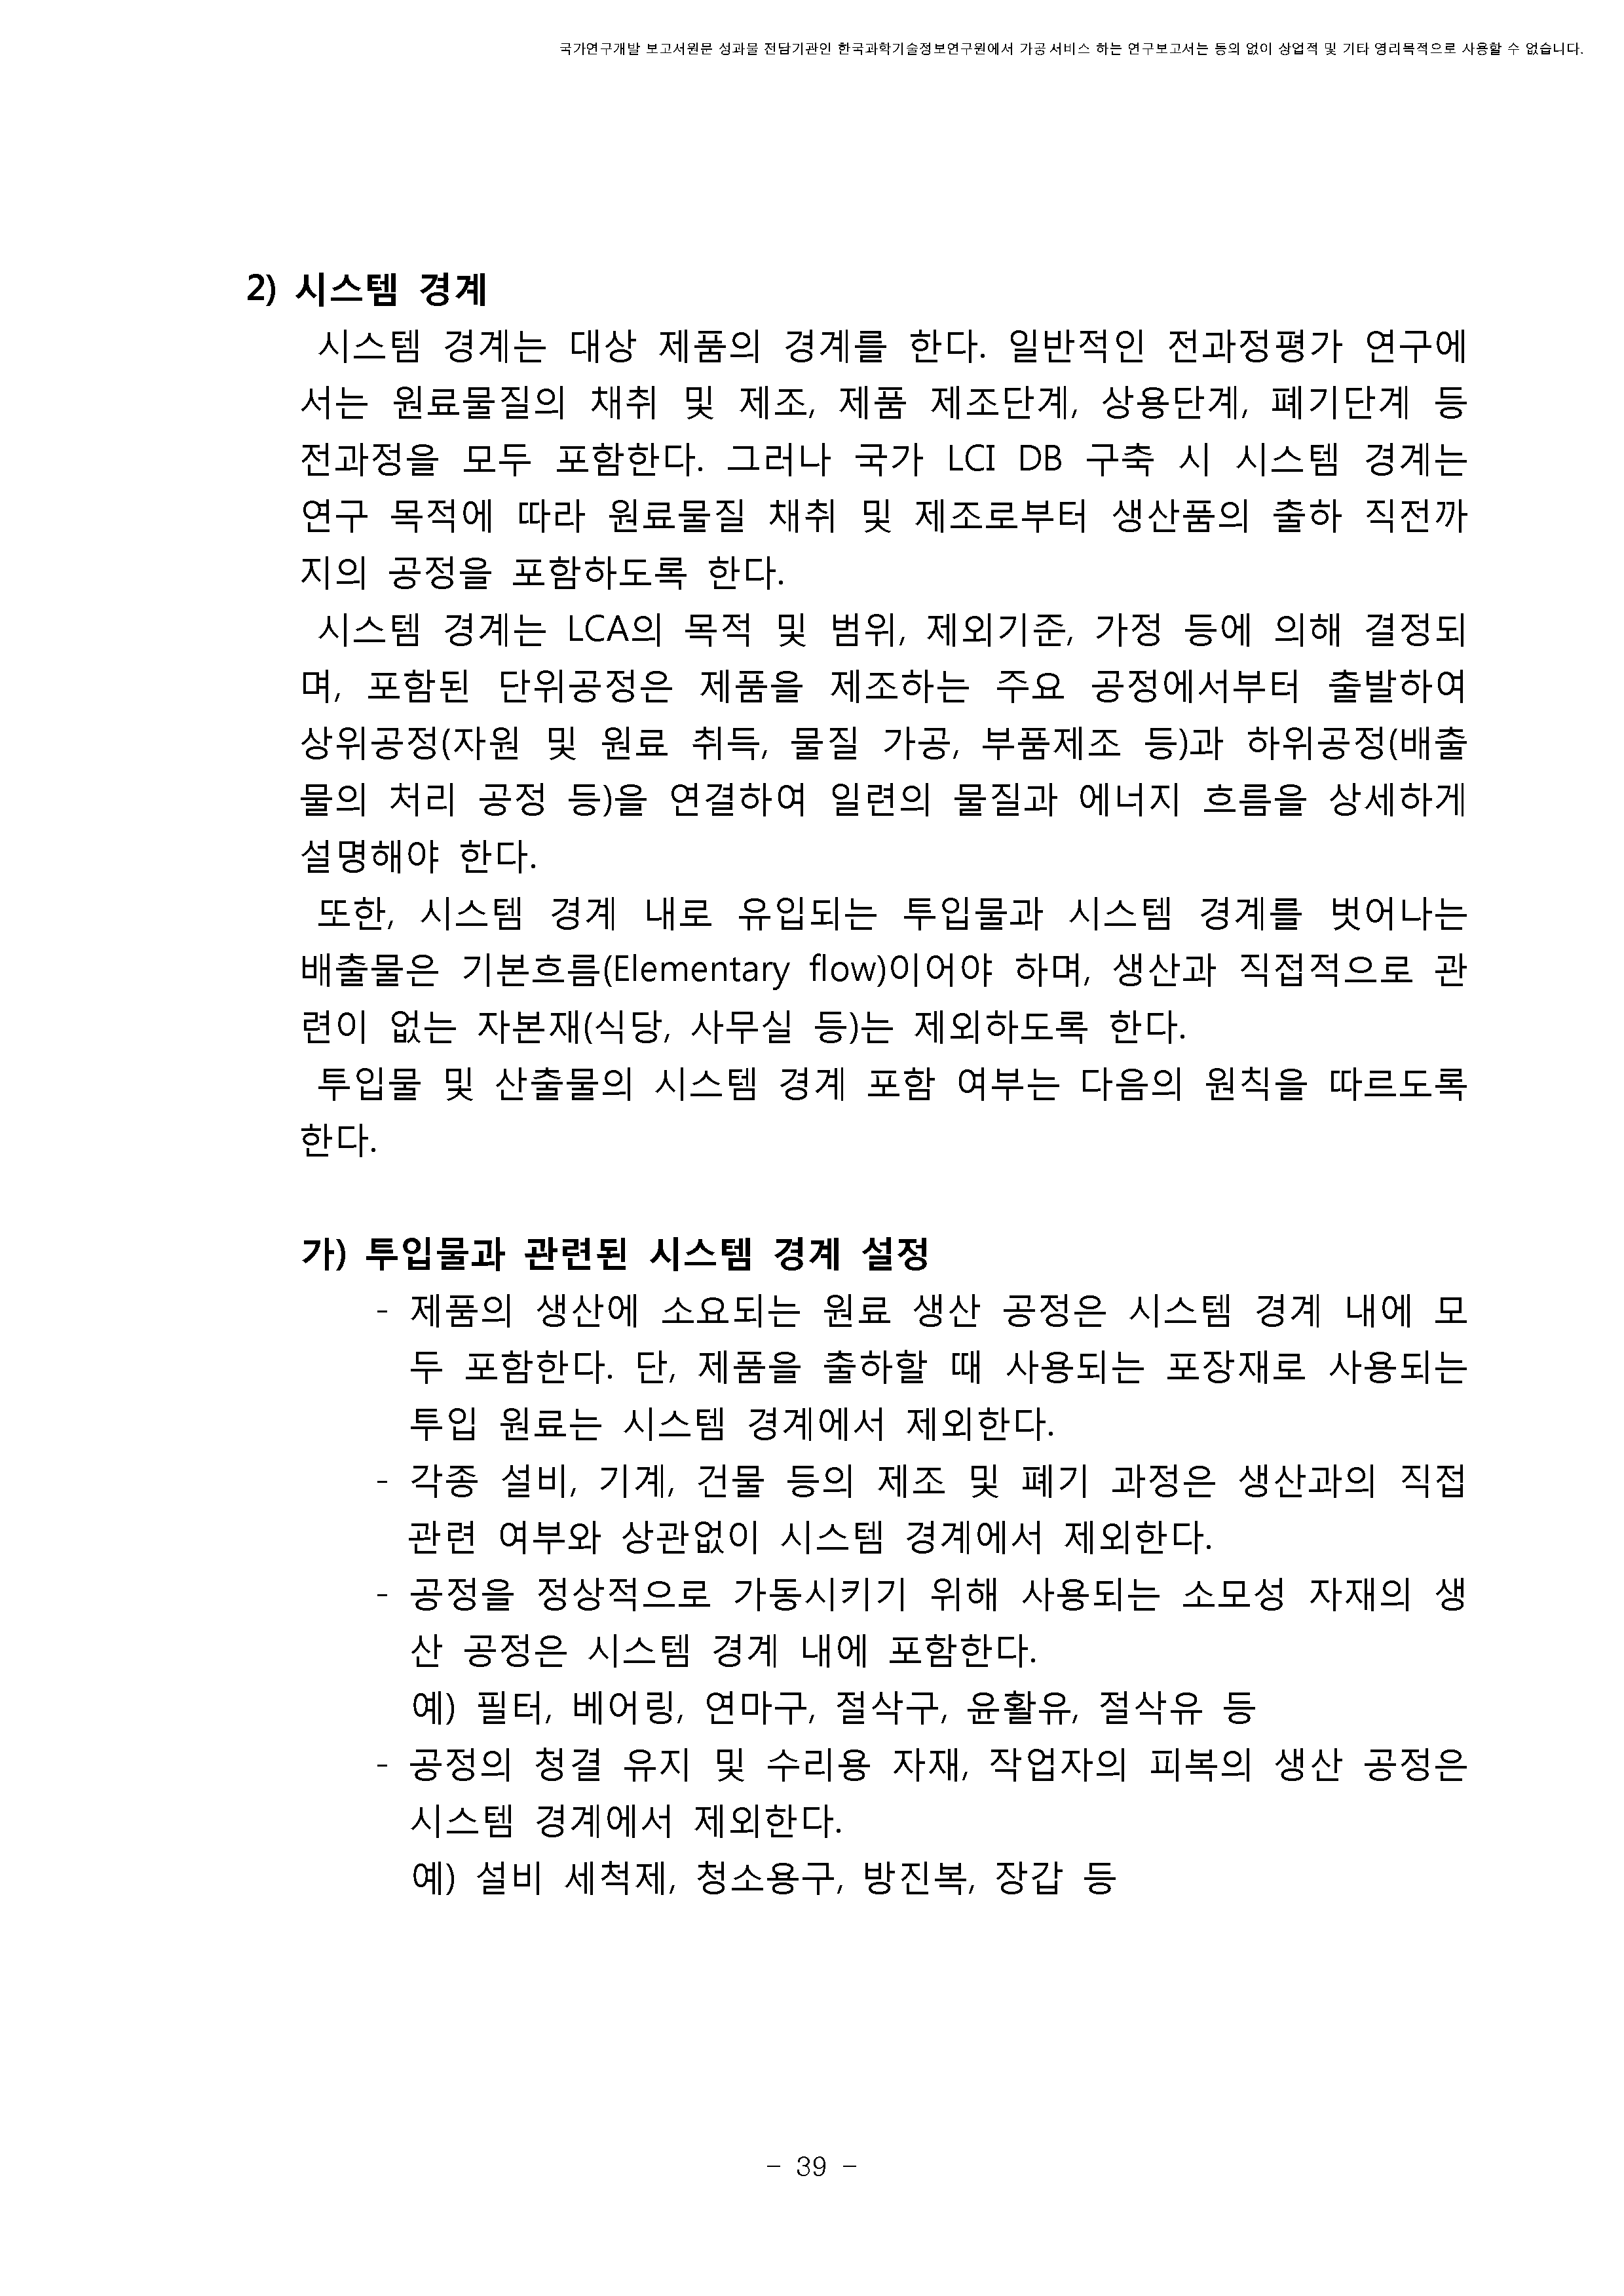 국가연구개발 보고서원문 성과물 전담기관인 한국과학기술정보연구원에서 가공·서비스 하는 연구보고서는 동의 없이 상업적 및 기타 영리목적으로 사용할 수 없습니다.
2) 시스템 경계
시스템 경계는 대상 제품의 경계를 한다. 일반적인 전과정평가 연구에
서는 원료물질의 채취 및 제조, 제품 제조단계, 상용단계, 폐기단계 등
전과정을 모두 포함한다. 그러나 국가 LCI DB 구축 시 시스템 경계는
연구 목적에 따라 원료물질 채취 및 제조로부터 생산품의 출하 직전까
지의 공정을 포함하도록 한다.
시스템 경계는 LCA의 목적 및 범위, 제외기준, 가정 등에 의해 결정되
며, 포함된 단위공정은 제품을 제조하는 주요 공정에서부터 출발하여
상위공정(자원 및 원료 취득, 물질 가공, 부품제조 등)과 하위공정(배출
물의 처리 공정 등)을 연결하여 일련의 물질과 에너지 흐름을 상세하게
설명해야 한다.
또한, 시스템 경계 내로 유입되는 투입물과 시스템 경계를 벗어나는
배출물은 기본흐름(Elementary flow)이어야 하며, 생산과 직접적으로 관
련이 없는 자본재(식당, 사무실 등)는 제외하도록 한다.
투입물 및 산출물의 시스템 경계 포함 여부는 다음의 원칙을 따르도록
한다.
가) 투입물과 관련된 시스템 경계 설정
- 제품의 생산에 소요되는 원료 생산 공정은 시스템 경계 내에 모
두 포함한다. 단, 제품을 출하할 때 사용되는 포장재로 사용되는
투입 원료는 시스템 경계에서 제외한다.
- 각종 설비, 기계, 건물 등의 제조 및 폐기 과정은 생산과의 직접
관련 여부와 상관없이 시스템 경계에서 제외한다.
- 공정을 정상적으로 가동시키기 위해 사용되는 소모성 자재의 생
산 공정은 시스템 경계 내에 포함한다.
예) 필터, 베어링, 연마구, 절삭구, 윤활유, 절삭유 등
- 공정의 청결 유지 및 수리용 자재, 작업자의 피복의 생산 공정은
시스템 경계에서 제외한다.
예) 설비 세척제, 청소용구, 방진복, 장갑 등
- 39 -